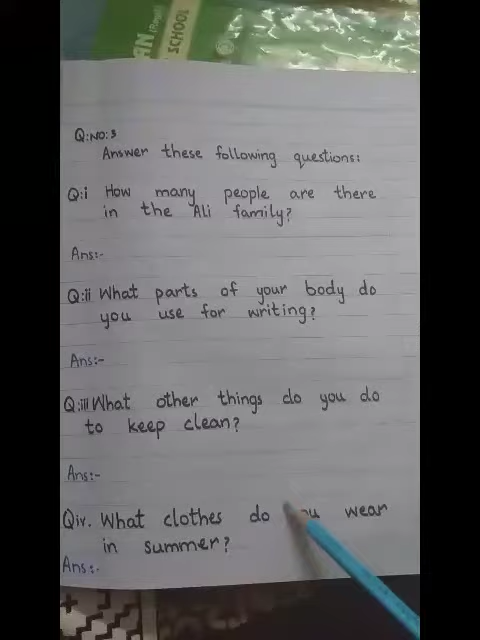 SCHOOL
Q:NO:3
Answer these following questions:
Q:i How many people are there
in the Ali family?
Ans:-
Q:ii What parts of your body do
you use for writing?
Ans:-
Q:iii What other things do you do
to keep clean?
Ans:-
Qiv. What clothes do wear
in summer?
Ans:-